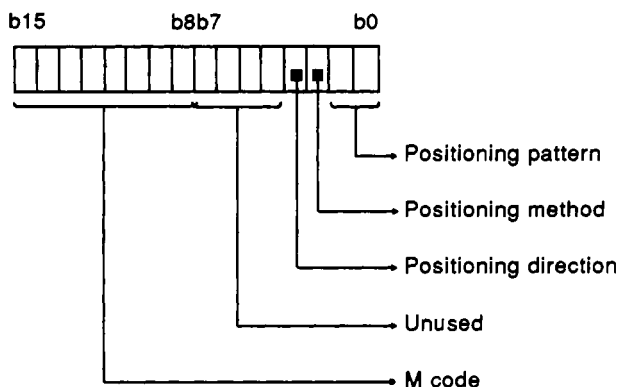 b15 b8b7 b0
Positioning pattern
Positioning method
Positioning direction
Unused
M code